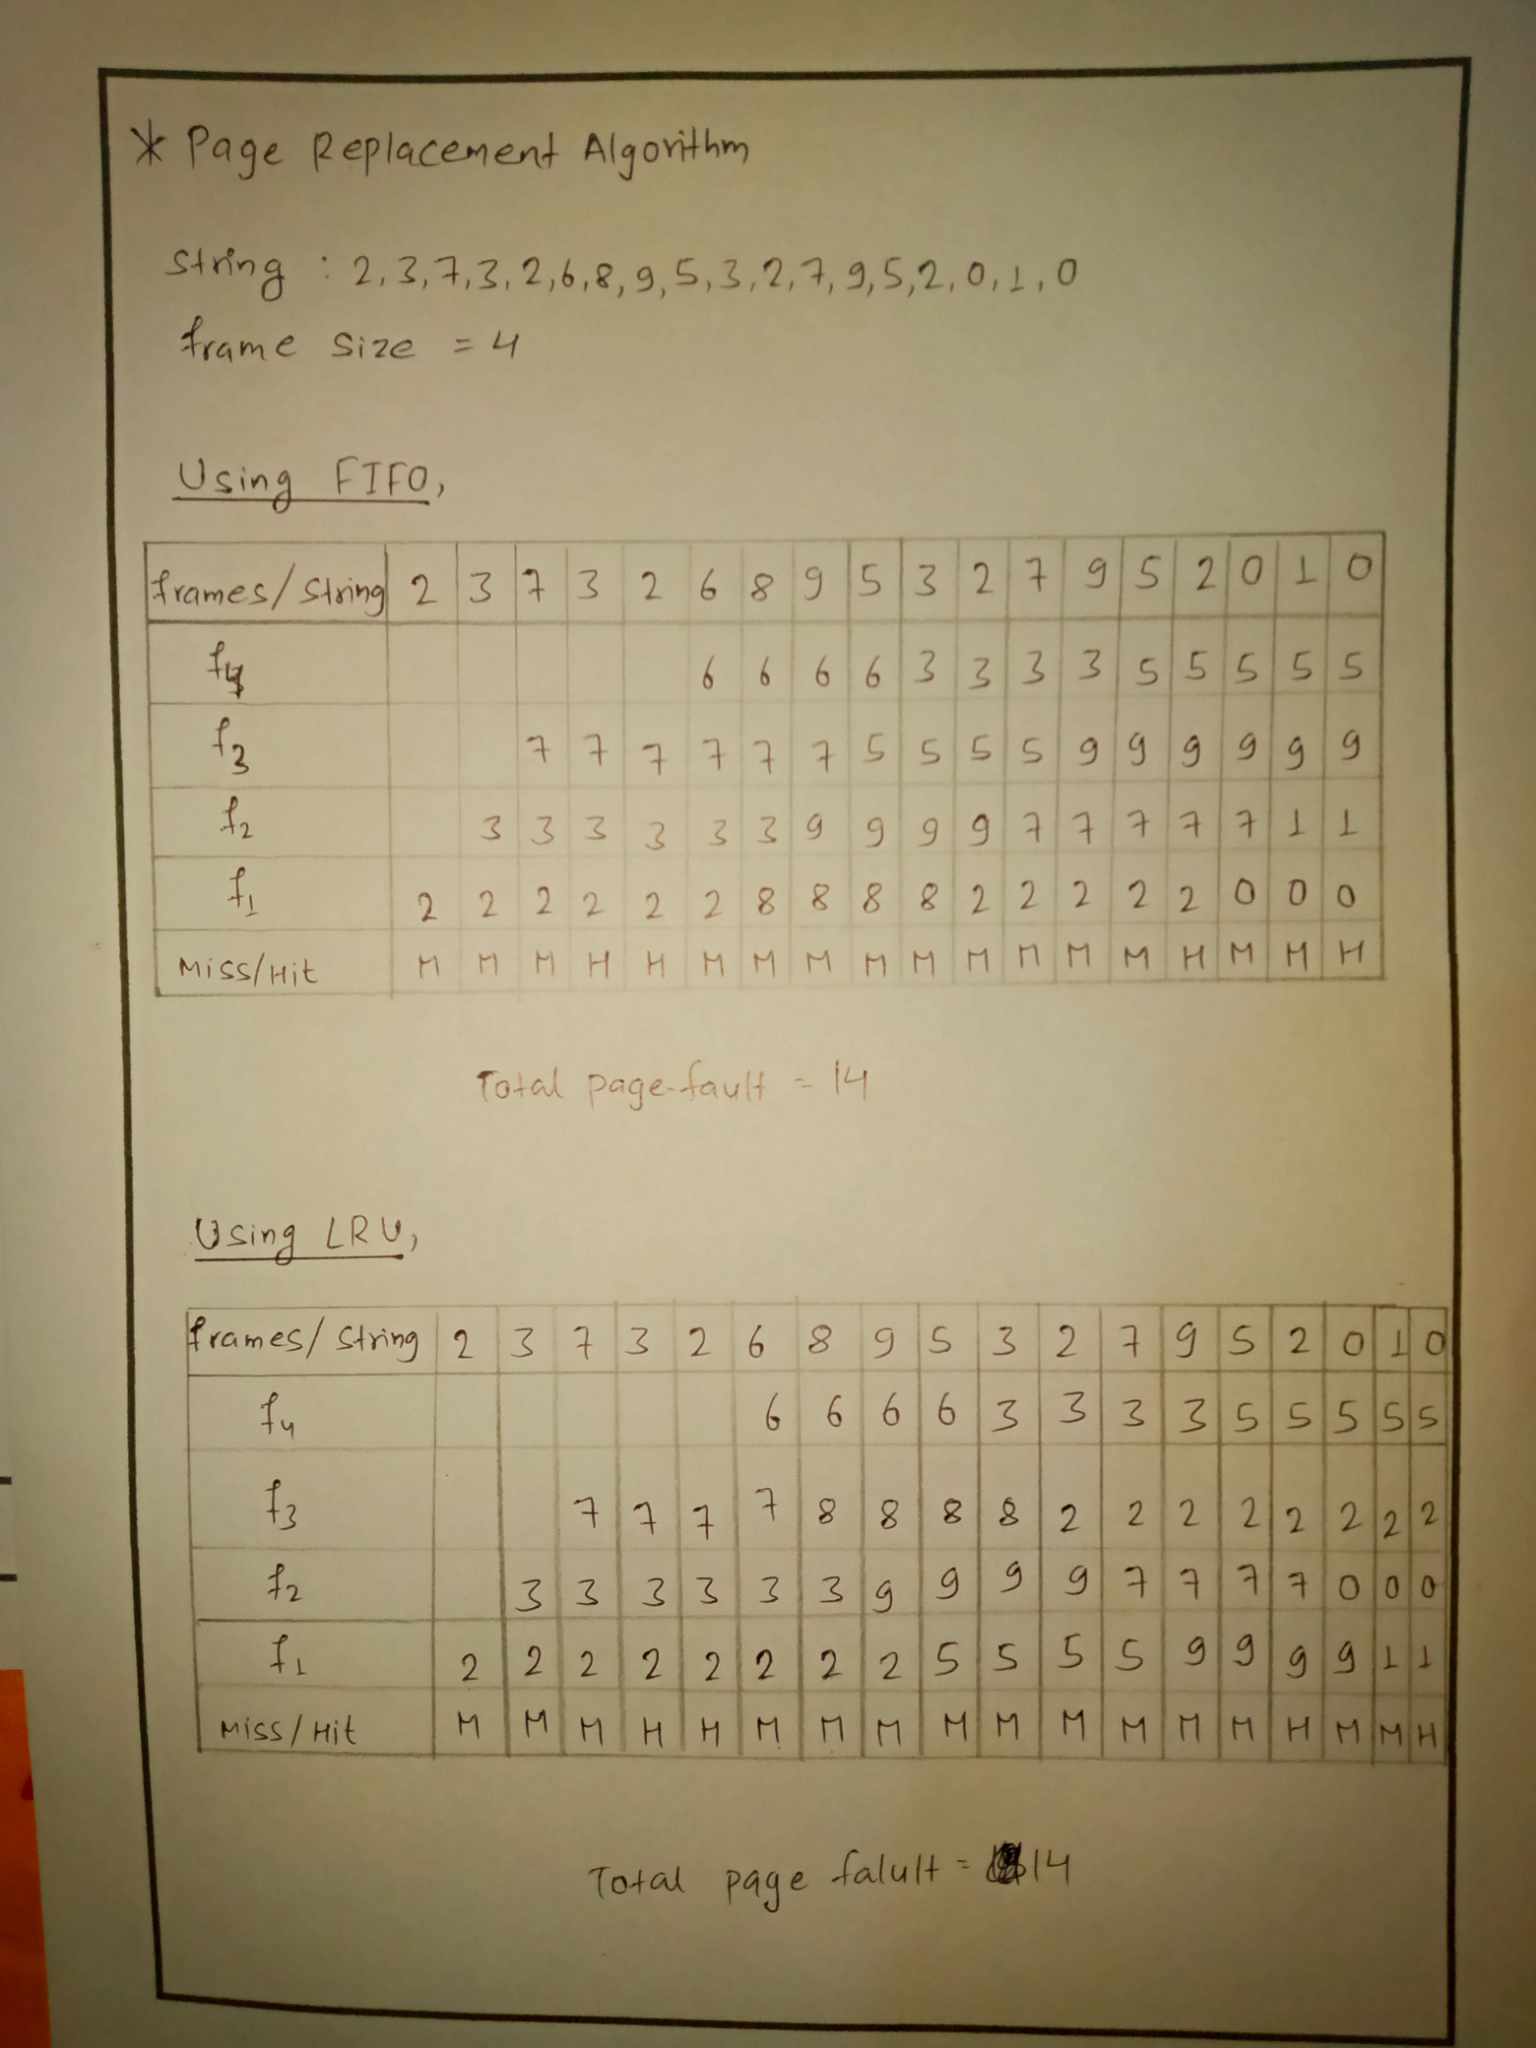 * Page Replacement Algorithm
String : 2,3,7,3,2,6,8,9,5,3,2,7,9,5,2,0,1,0
frame size = 4
Using FIFO,
frames/String 2 3 7 3 2 6 8 9 5 3 2 7 9 5 2 0 1 0
f4 6 6 6 6 3 3 3 3 5 5 5 5 5
f3 7 7 7 7 7 7 5 5 5 5 9 9 9 9 9 9
f2 3 3 3 3 3 3 9 9 9 9 7 7 7 7 7 1 1
f1 2 2 2 2 2 2 8 8 8 8 2 2 2 2 2 0 0 0
Miss/Hit M M M H H M M M M M M M M M H M M H
Total page-fault = 14
Using LRU,
frames/String 2 3 7 3 2 6 8 9 5 3 2 7 9 5 2 0 1 0
f4 6 6 6 6 3 3 3 3 5 5 5 5 5
f3 7 7 7 7 8 8 8 8 2 2 2 2 2 2 2 2
f2 3 3 3 3 3 3 9 9 9 9 7 7 7 7 0 0 0
f1 2 2 2 2 2 2 2 2 5 5 5 5 9 9 9 9 1 1
Miss/Hit M M M H H M M M M M M M M M H M M H
Total page falult = 14